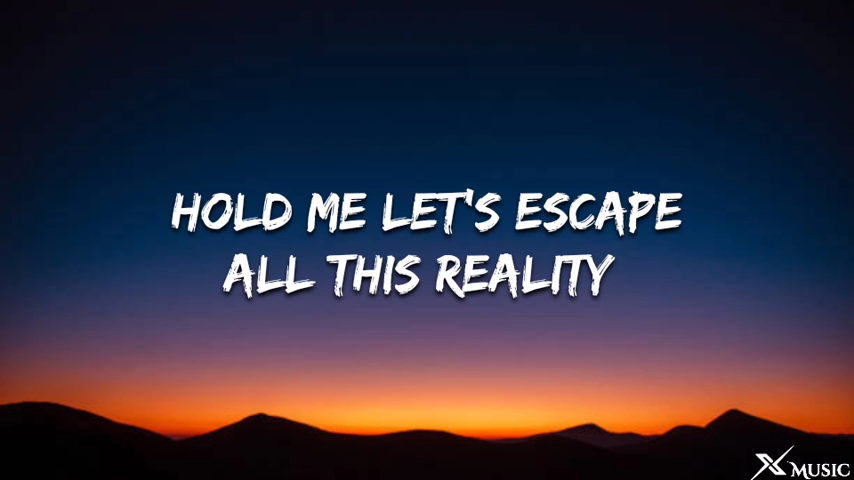 HOLD ME LET'S ESCAPE
ALL THIS REALITY
X MUSIC